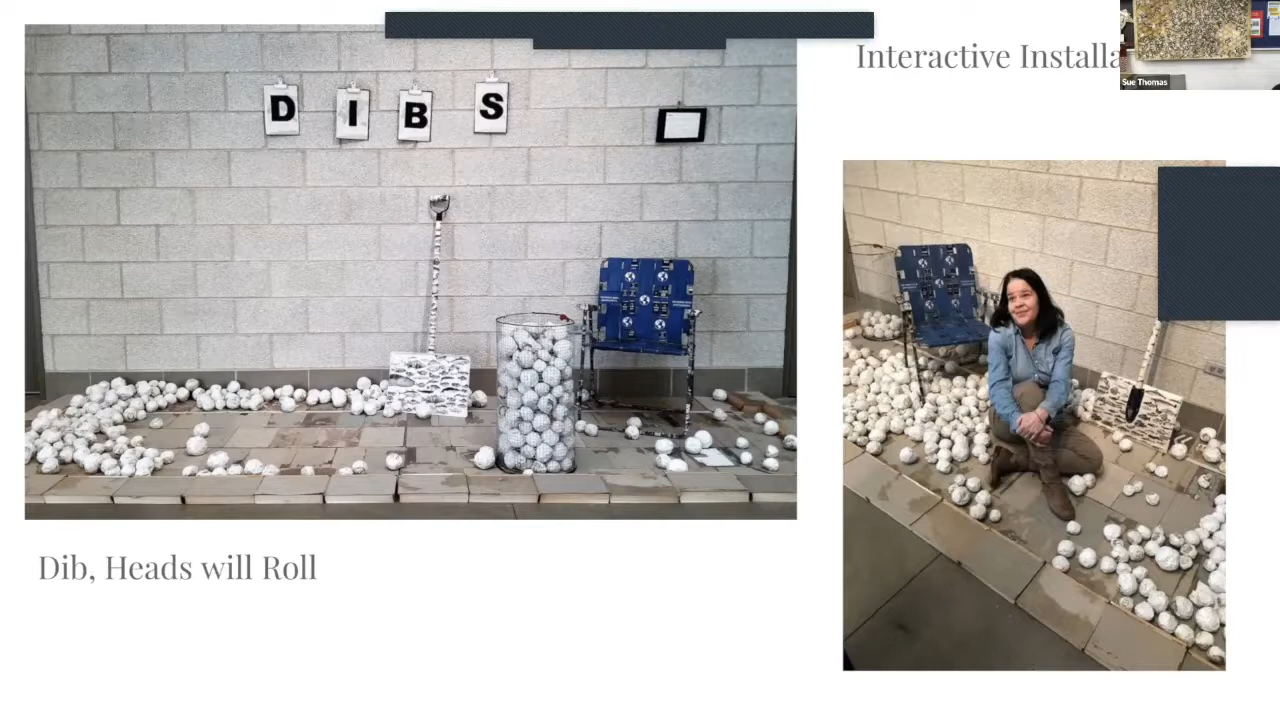 Interactive Installa
Sue Thomas
D I B S
Dib, Heads will Roll